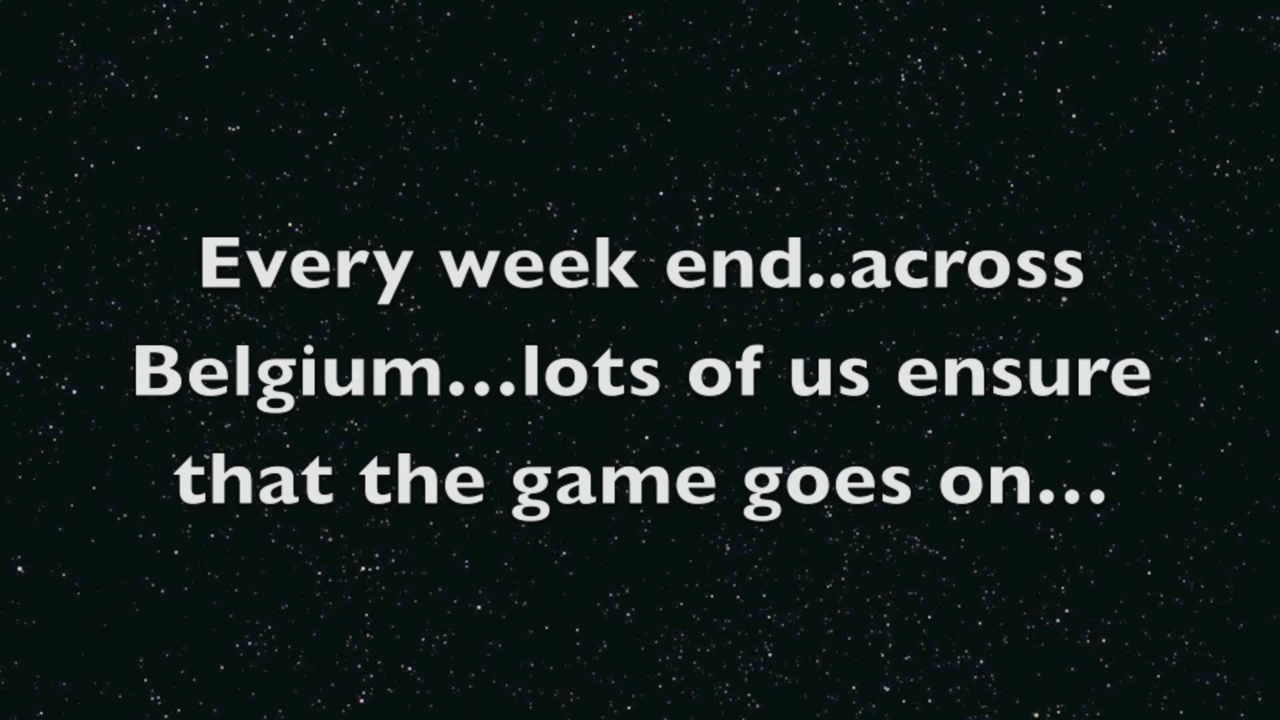 Every week end..across
Belgium...lots of us ensure
that the game goes on...